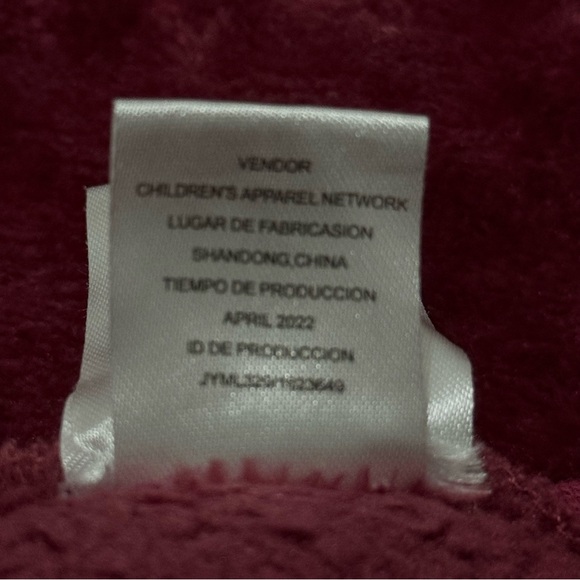 VENDOR
CHILDREN'S APPAREL NETWORK
LUGAR DE FABRICASION
SHANDONG,CHINA
TIEMPO DE PRODUCCION
APRIL 2022
ID DE PRODUCCION